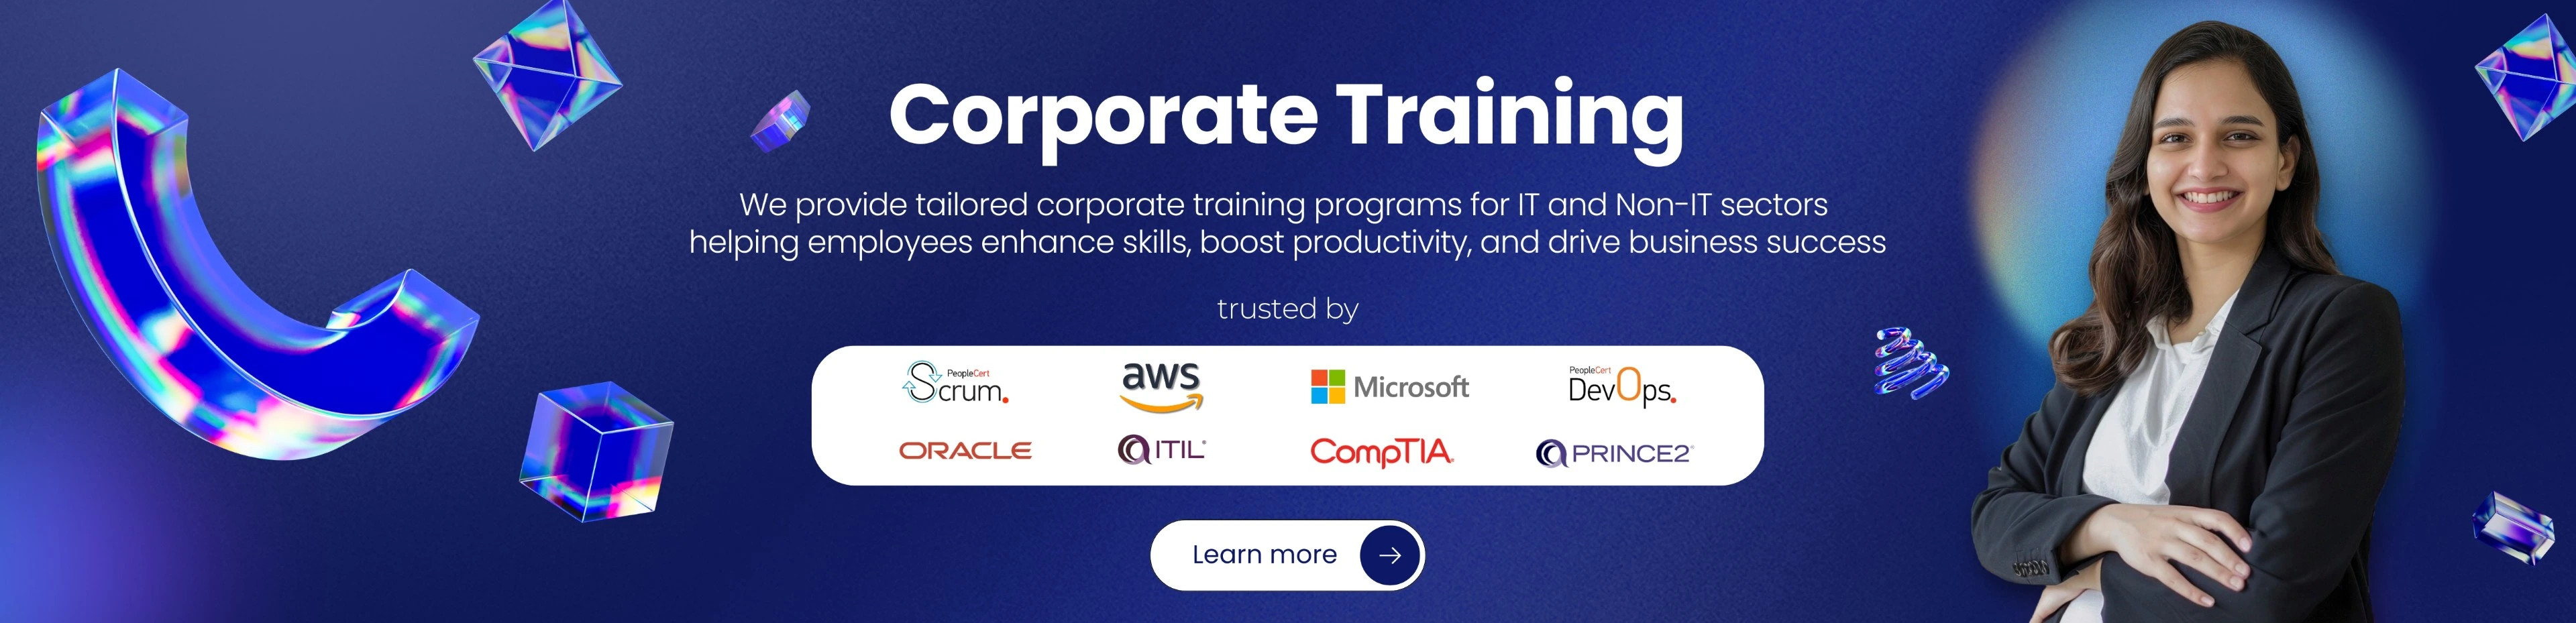 Corporate Training
We provide tailored corporate training programs for IT and Non-IT sectors
helping employees enhance skills, boost productivity, and drive business success
trusted by
PeopleCert
Scrum.
aws
Microsoft
PeopleCert
DevOps.
ORACLE
ITIL®
CompTIA.
PRINCE2®
Learn more